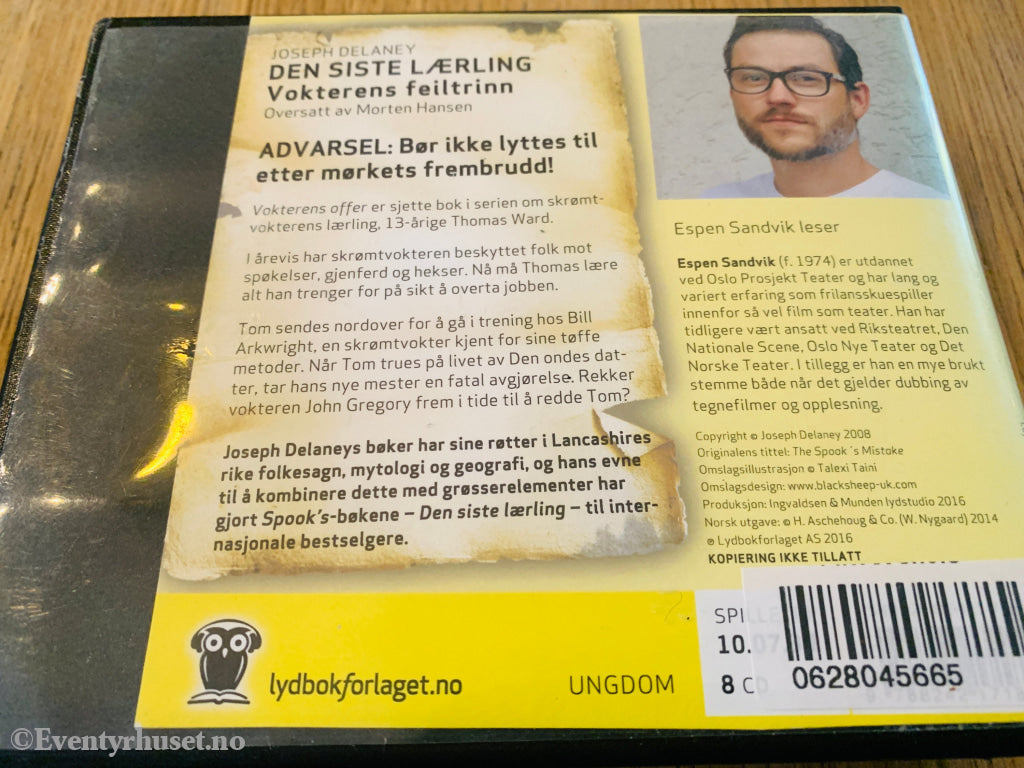 JOSEPH DELANEY
DEN SISTE LÆRLING
Vokterens feiltrinn
Oversatt av Morten Hansen
ADVARSEL: Bør ikke lyttes til
etter mørkets frembrudd!
Vokterens offer er sjette bok i serien om skrømt-
vokterens lærling, 13-årige Thomas Ward.
I årevis har skrømtvokteren beskyttet folk mot
spøkelser, gjenferd og hekser. Nå må Thomas lære
alt han trenger for på sikt å overta jobben.
Tom sendes nordover for å gå i trening hos Bill
Arkwright, en skrømtvokter kjent for sine tøffe
metoder. Når Tom trues på livet av Den ondes dat-
ter, tar hans nye mester en fatal avgjørelse. Rekker
vokteren John Gregory frem i tide til å redde Tom?
Joseph Delaneys bøker har sine røtter i Lancashires
rike folkesagn, mytologi og geografi, og hans evne
til å kombinere dette med grøsserelementer har
gjort Spook's-bøkene – Den siste lærling – til inter-
nasjonale bestselgere.
Espen Sandvik leser
Espen Sandvik (f. 1974) er utdannet
ved Oslo Prosjekt Teater og har lang og
variert erfaring som frilansskuespiller
innenfor så vel film som teater. Han har
tidligere vært ansatt ved Riksteatret, Den
Nationale Scene, Oslo Nye Teater og Det
Norske Teater. I tillegg er han en mye brukt
stemme både når det gjelder dubbing av
tegnefilmer og opplesning.
Copyright © Joseph Delaney 2008
Originalens tittel: The Spook´s Mistake
Omslagsillustrasjon © Talexi Taini
Omslagsdesign: www.blacksheep-uk.com
Produksjon: Ingvaldsen & Munden lydstudio 2016
Norsk utgave: © H. Aschehoug & Co. (W. Nygaard) 2014
℗ Lydbokforlaget AS 2016
KOPIERING IKKE TILLATT
lydbokforlaget.no
UNGDOM
SPILLE
10.07
8 CD
0628045665
©Eventyrhuset.no